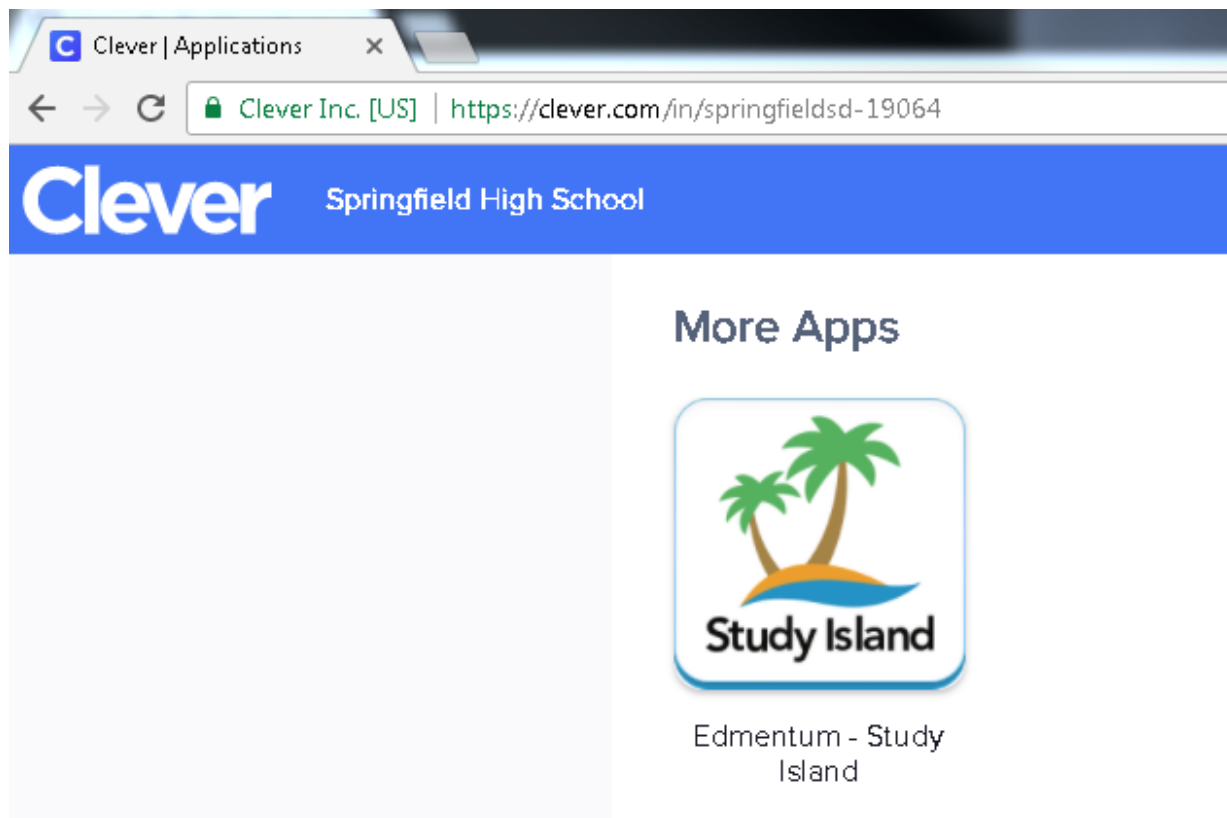 C Clever | Applications
Clever Inc. [US] | https://clever.com/in/springfieldsd-19064
Clever Springfield High School
More Apps
Study Island
Edmentum - Study
Island